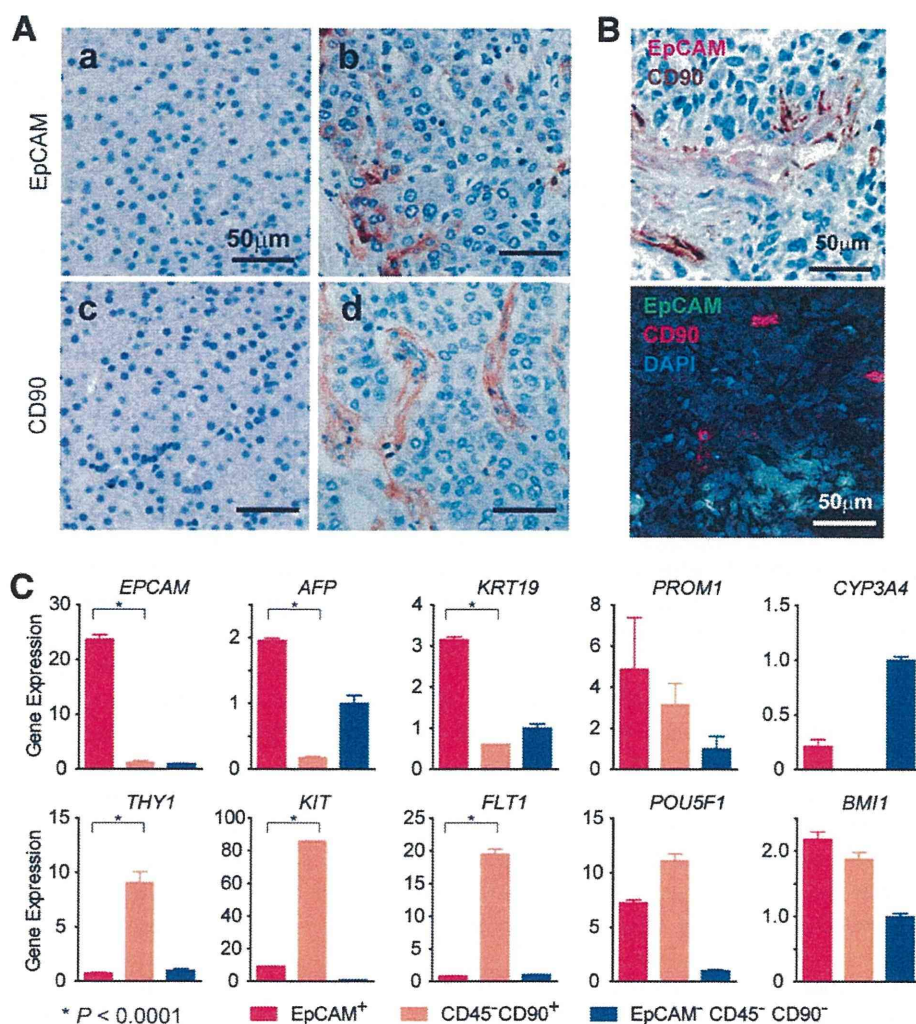 A
a
b
EpCAM
50μm
c
d
CD90
B
EpCAM
CD90
50μm
EpCAM
CD90
DAPI
50μm
C
EPCAM
AFP
KRT19
PROM1
CYP3A4
Gene Expression
30
20
10
0
*
2
1
0
*
4
3
2
1
0
*
8
6
4
2
0
1.5
1.0
0.5
0
THY1
KIT
FLT1
POU5F1
BMI1
Gene Expression
15
10
5
0
*
100
80
60
40
20
0
*
25
20
15
10
5
0
*
15
10
5
0
2.0
1.0
0
* P < 0.0001
EpCAM⁺
CD45⁻CD90⁺
EpCAM⁻ CD45⁻ CD90⁻